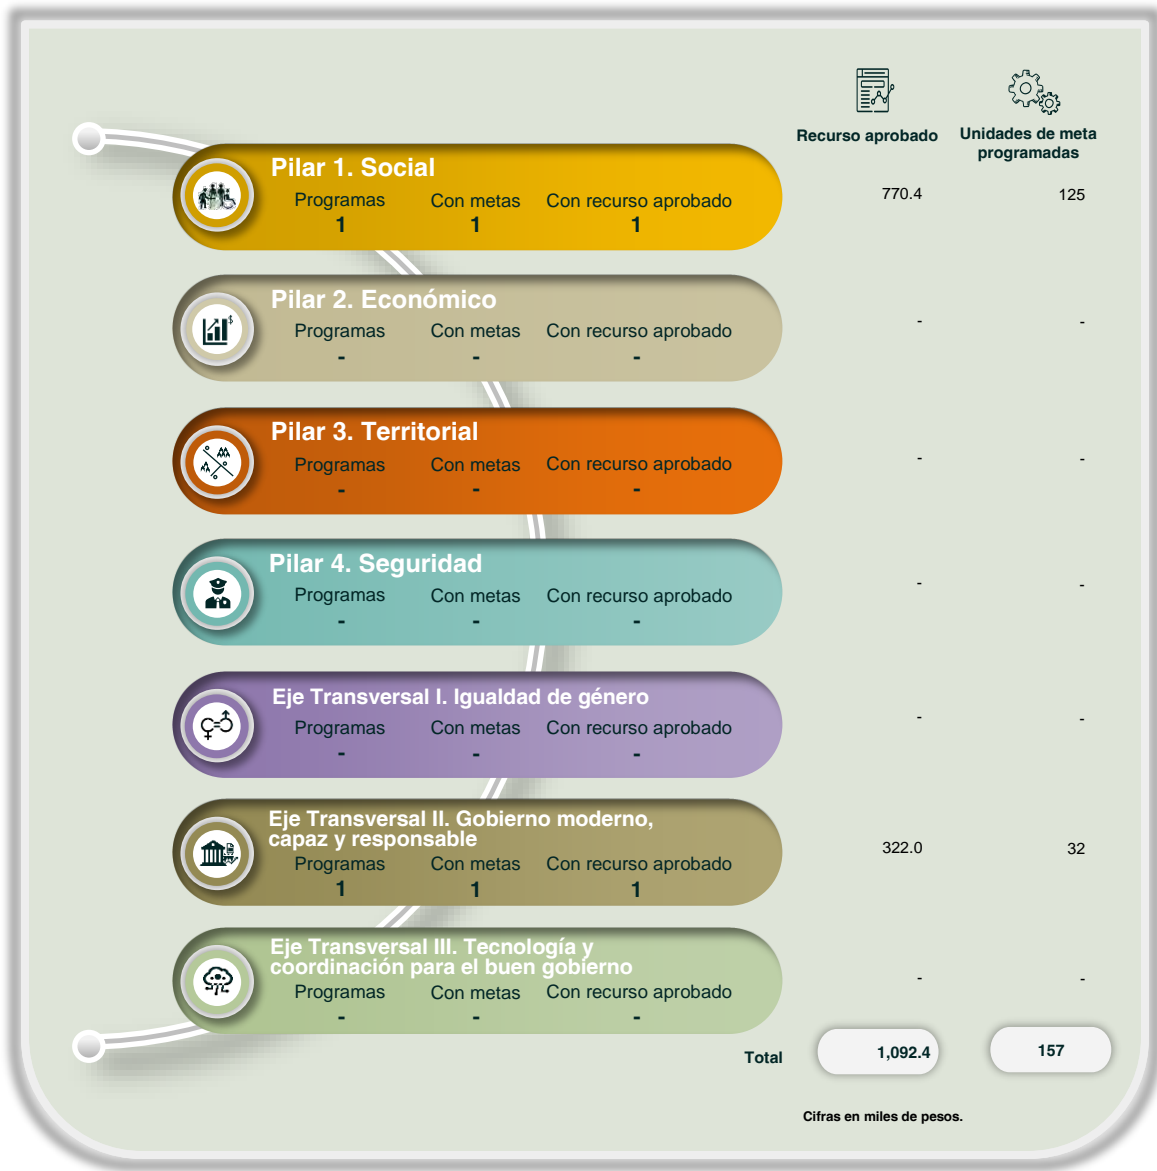 Recurso aprobado
Unidades de meta
programadas
Pilar 1. Social
Programas Con metas Con recurso aprobado
1 1 1
770.4 125
Pilar 2. Económico
Programas Con metas Con recurso aprobado
- - -
- -
Pilar 3. Territorial
Programas Con metas Con recurso aprobado
- - -
- -
Pilar 4. Seguridad
Programas Con metas Con recurso aprobado
- - -
- -
Eje Transversal I. Igualdad de género
Programas Con metas Con recurso aprobado
- - -
- -
Eje Transversal II. Gobierno moderno,
capaz y responsable
Programas Con metas Con recurso aprobado
1 1 1
322.0 32
Eje Transversal III. Tecnología y
coordinación para el buen gobierno
Programas Con metas Con recurso aprobado
- - -
- -
Total 1,092.4 157
Cifras en miles de pesos.